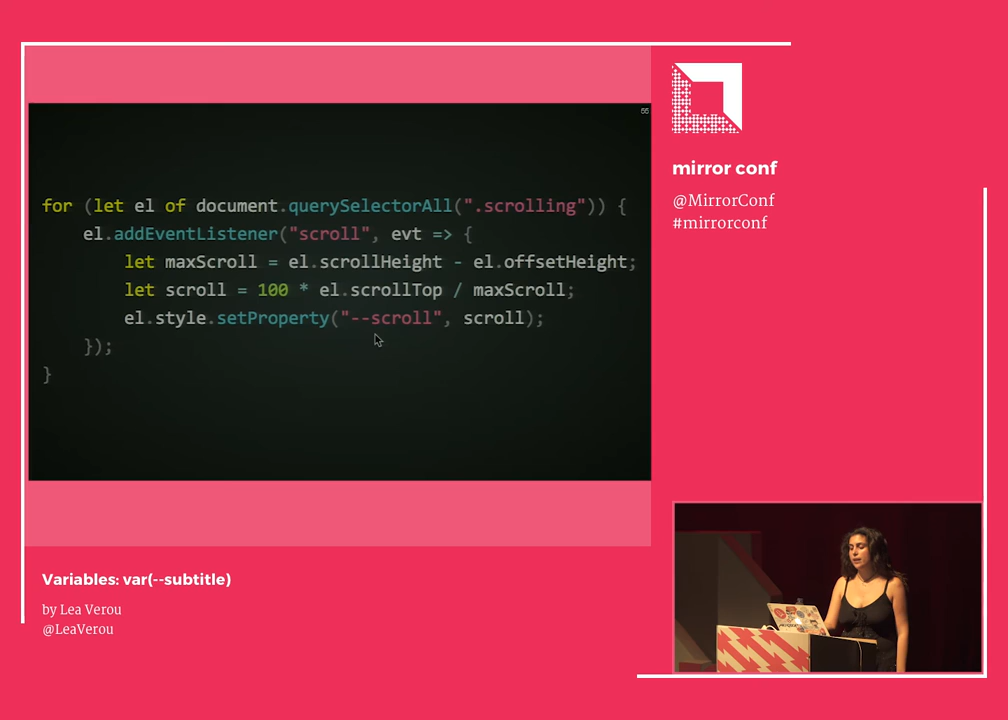 66
for (let el of document.querySelectorAll(".scrolling")) {
el.addEventListener("scroll", evt => {
let maxScroll = el.scrollHeight - el.offsetHeight;
let scroll = 100 * el.scrollTop / maxScroll;
el.style.setProperty("--scroll", scroll);
});
}
mirror conf
@MirrorConf
#mirrorconf
Variables: var(--subtitle)
by Lea Verou
@LeaVerou